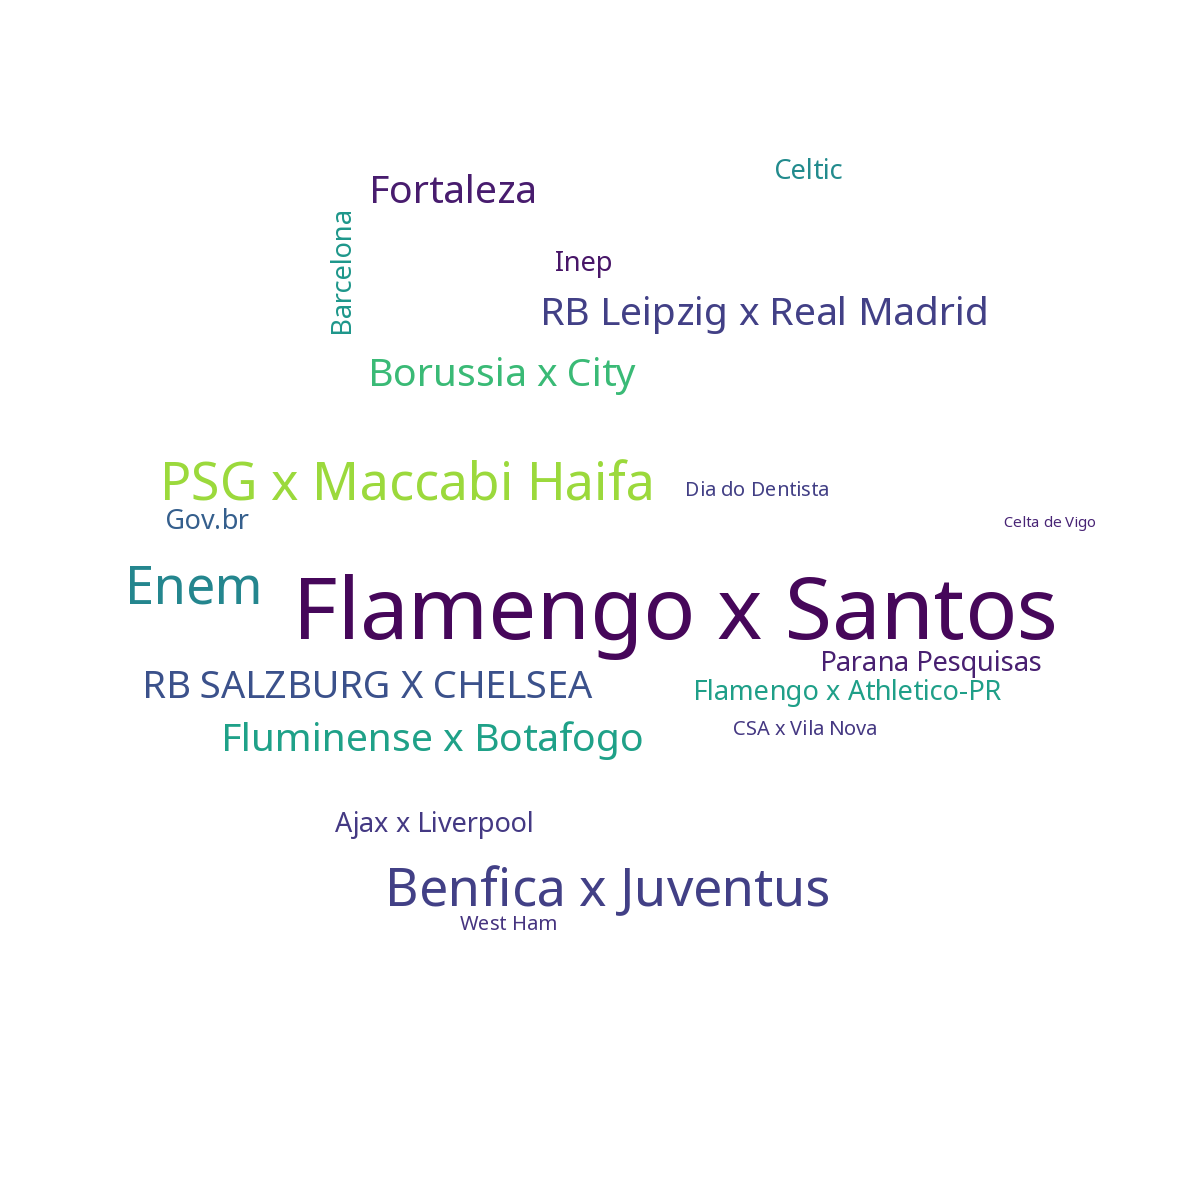 Celtic
Fortaleza
Barcelona
Inep
RB Leipzig x Real Madrid
Borussia x City
PSG x Maccabi Haifa
Dia do Dentista
Gov.br
Celta de Vigo
Enem
Flamengo x Santos
Parana Pesquisas
RB SALZBURG X CHELSEA
Flamengo x Athletico-PR
CSA x Vila Nova
Fluminense x Botafogo
Ajax x Liverpool
Benfica x Juventus
West Ham